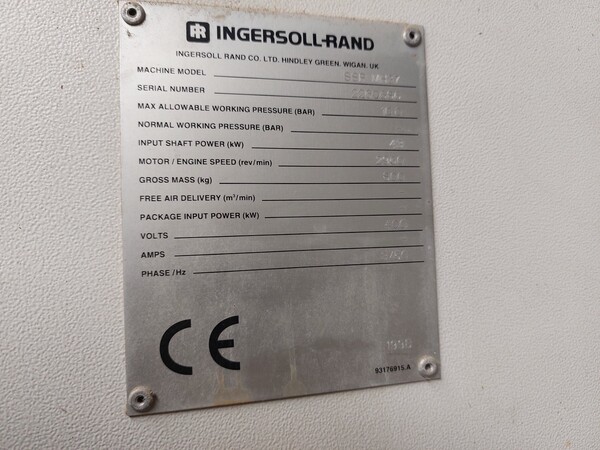 IR INGERSOLL-RAND
INGERSOLL RAND CO. LTD. HINDLEY GREEN, WIGAN, UK
MACHINE MODEL
SERIAL NUMBER
MAX ALLOWABLE WORKING PRESSURE (BAR)
NORMAL WORKING PRESSURE (BAR)
INPUT SHAFT POWER (kW)
MOTOR / ENGINE SPEED (rev/min)
GROSS MASS (kg)
FREE AIR DELIVERY (m³/min)
PACKAGE INPUT POWER (kW)
VOLTS
AMPS
PHASE/Hz
CE
1998
93176915.A